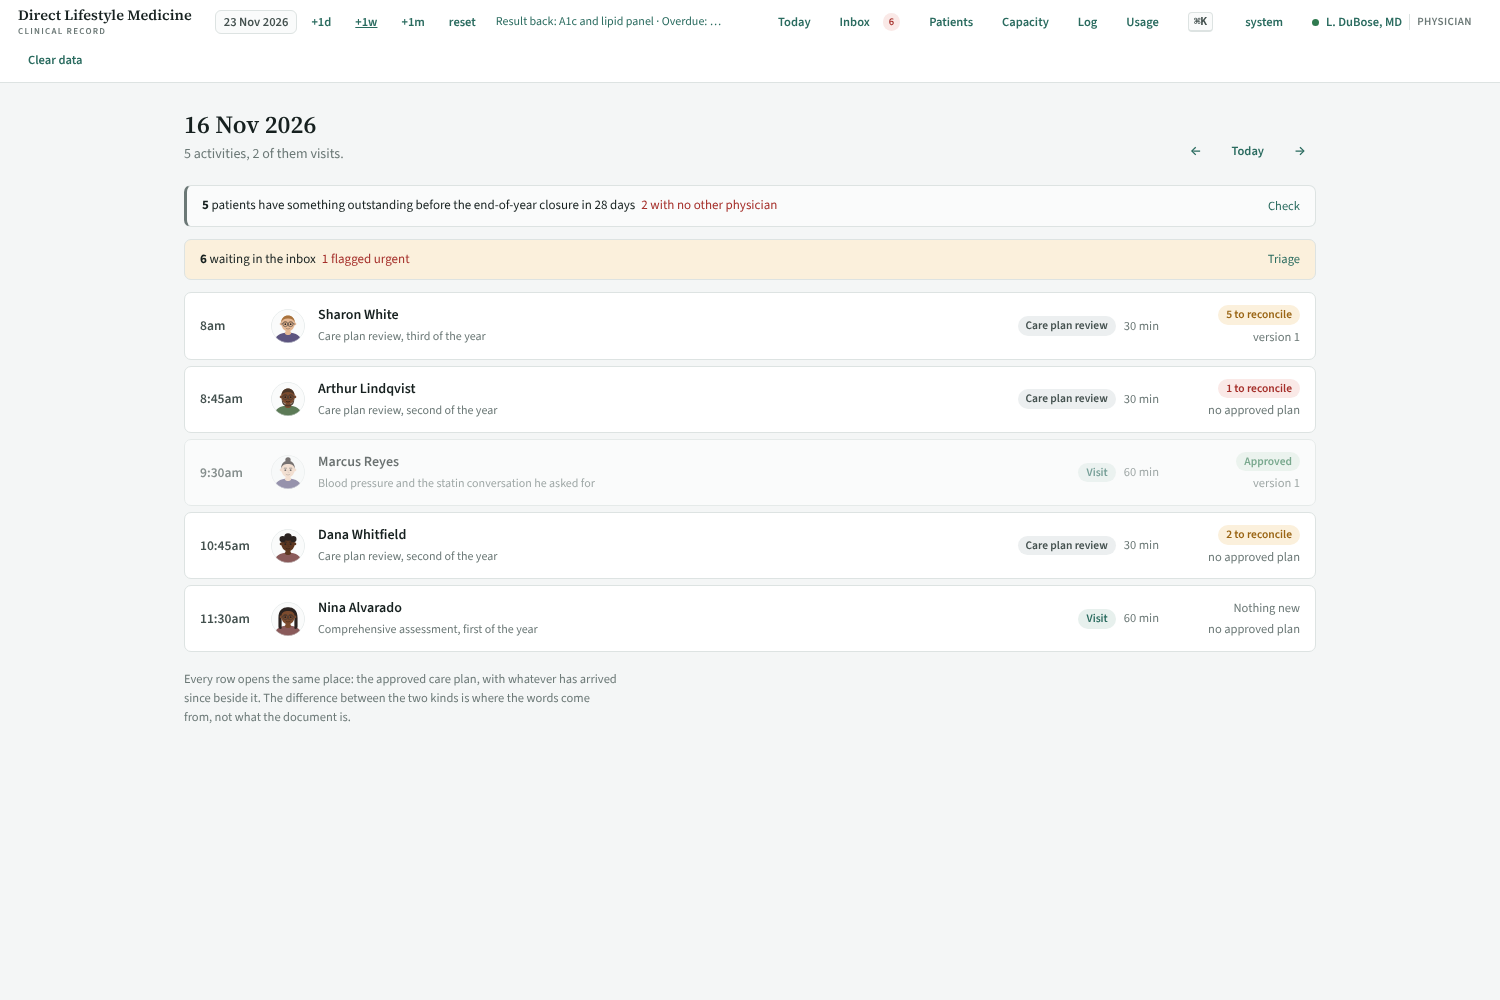 Direct Lifestyle Medicine
CLINICAL RECORD
23 Nov 2026 +1d +1w +1m reset Result back: A1c and lipid panel · Overdue: … Today Inbox 6 Patients Capacity Log Usage ⌘K system L. DuBose, MD PHYSICIAN
Clear data
16 Nov 2026
5 activities, 2 of them visits.
← Today →
5 patients have something outstanding before the end-of-year closure in 28 days 2 with no other physician Check
6 waiting in the inbox 1 flagged urgent Triage
8am Sharon White Care plan review 30 min 5 to reconcile
Care plan review, third of the year version 1
8:45am Arthur Lindqvist Care plan review 30 min 1 to reconcile
Care plan review, second of the year no approved plan
9:30am Marcus Reyes Visit 60 min Approved
Blood pressure and the statin conversation he asked for version 1
10:45am Dana Whitfield Care plan review 30 min 2 to reconcile
Care plan review, second of the year no approved plan
11:30am Nina Alvarado Visit 60 min Nothing new
Comprehensive assessment, first of the year no approved plan
Every row opens the same place: the approved care plan, with whatever has arrived
since beside it. The difference between the two kinds is where the words come
from, not what the document is.